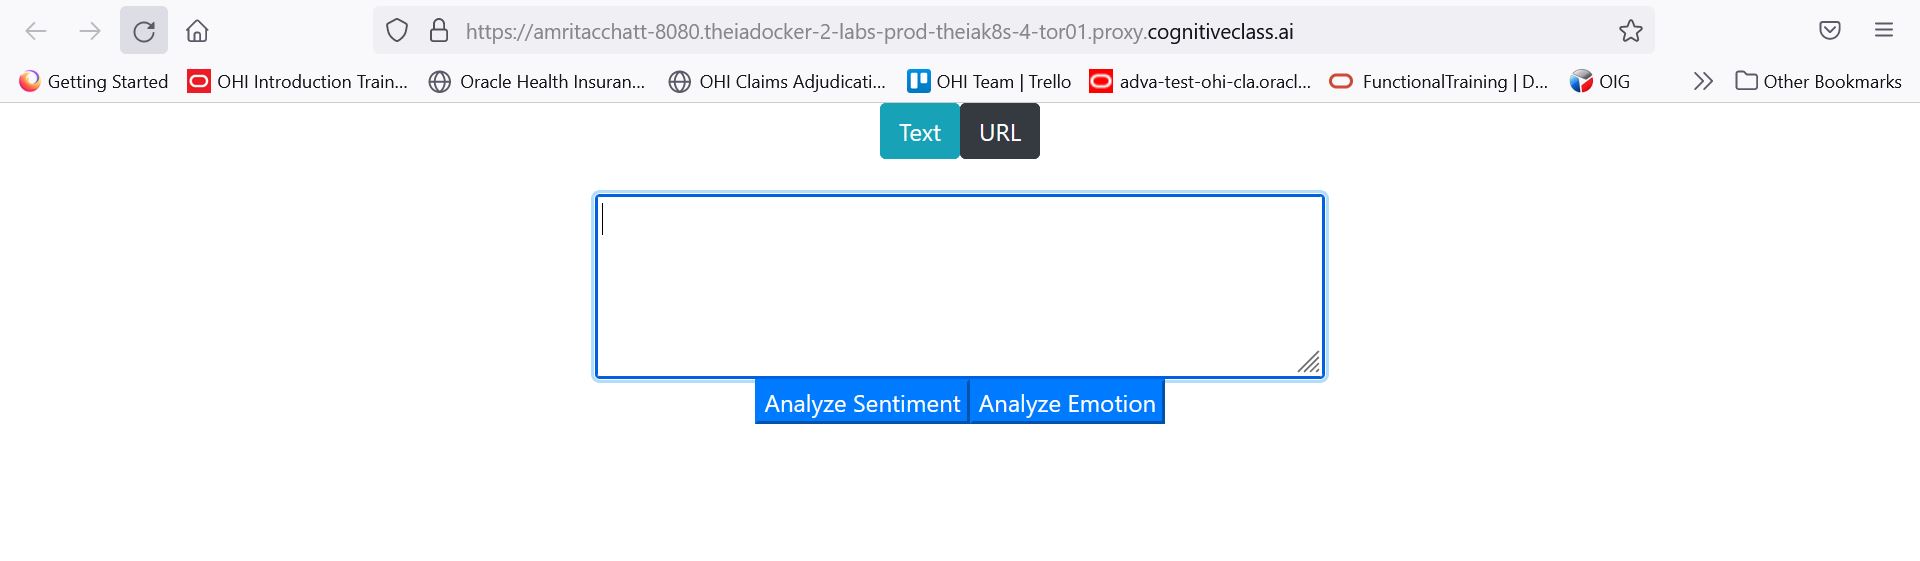 https://amritacchatt-8080.theiadocker-2-labs-prod-theiak8s-4-tor01.proxy.cognitiveclass.ai
Getting Started OHI Introduction Train... Oracle Health Insuran... OHI Claims Adjudicati... OHI Team | Trello adva-test-ohi-cla.oracl... FunctionalTraining | D... OIG Other Bookmarks
Text URL
Analyze Sentiment Analyze Emotion